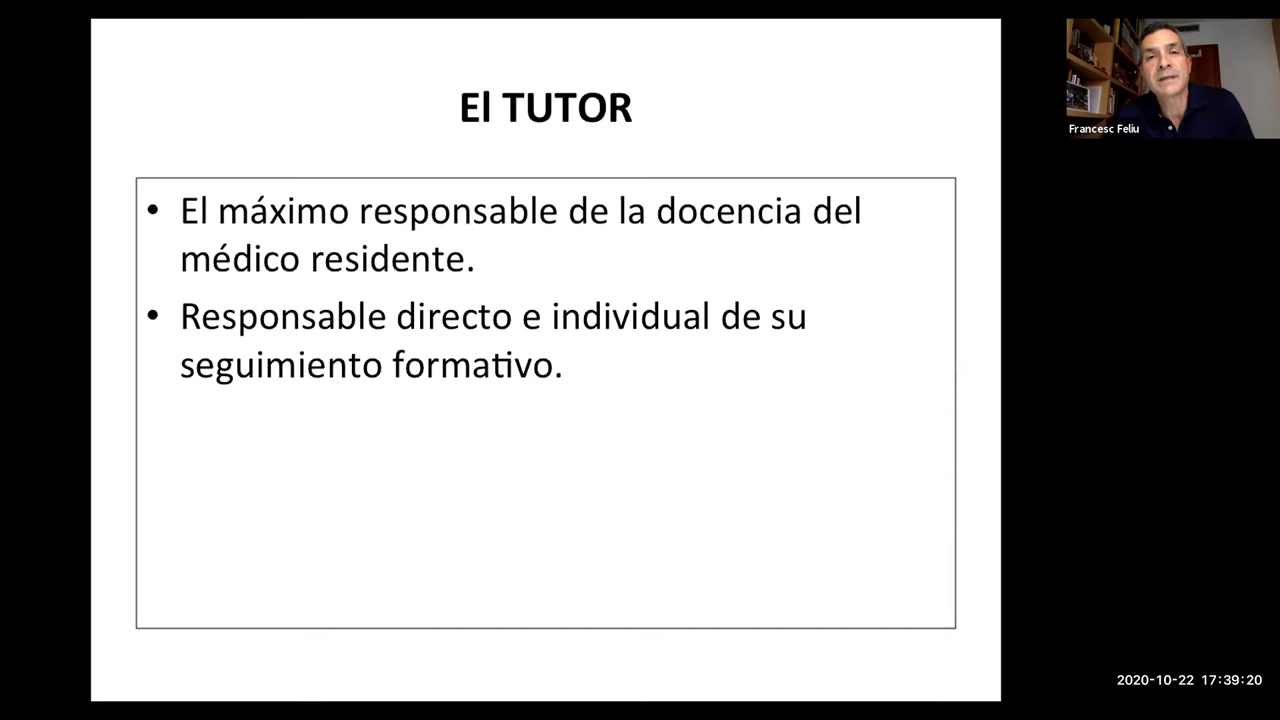 El TUTOR
• El máximo responsable de la docencia del
médico residente.
• Responsable directo e individual de su
seguimiento formativo.
Francesc Feliu
2020-10-22 17:39:20